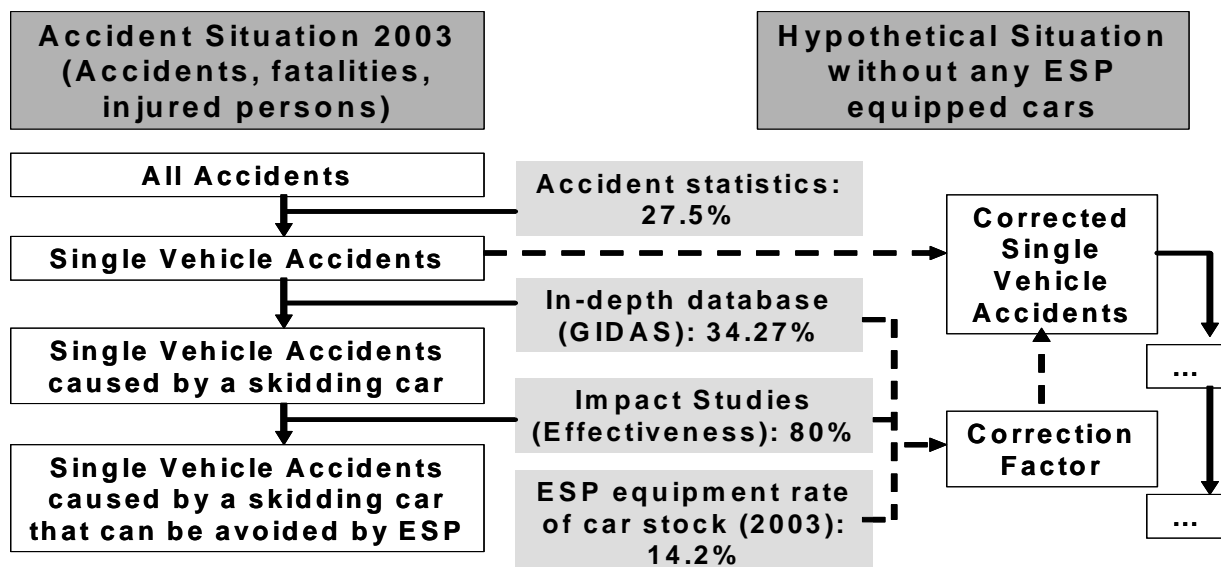 Accident Situation 2003
(Accidents, fatalities,
injured persons)
Hypothetical Situation
without any ESP
equipped cars
All Accidents
Accident statistics:
27.5%
Single Vehicle Accidents
Corrected
Single
Vehicle
Accidents
In-depth database
(GIDAS): 34.27%
Single Vehicle Accidents
caused by a skidding car
...
Impact Studies
(Effectiveness): 80%
Correction
Factor
Single Vehicle Accidents
caused by a skidding car
that can be avoided by ESP
ESP equipment rate
of car stock (2003):
14.2%
...